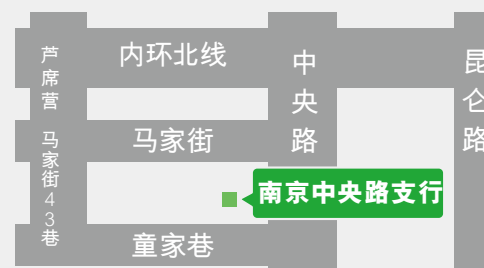 芦席营
内环北线
中央路
昆仑路
马家街
马家街43巷
南京中央路支行
童家巷